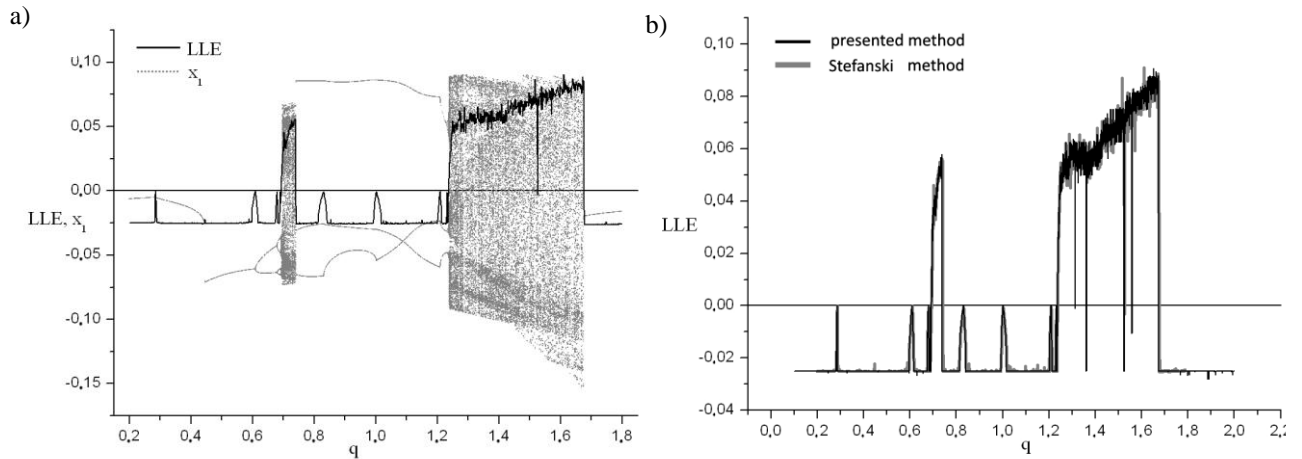 a)
LLE
x1
0,10
0,05
0,00
LLE, x1
-0,05
-0,10
-0,15
0,2 0,4 0,6 0,8 1,0 1,2 1,4 1,6 1,8
q
b)
presented method
Stefanski method
0,10
0,08
0,06
0,04
LLE
0,02
0,00
-0,02
-0,04
0,0 0,2 0,4 0,6 0,8 1,0 1,2 1,4 1,6 1,8 2,0 2,2
q